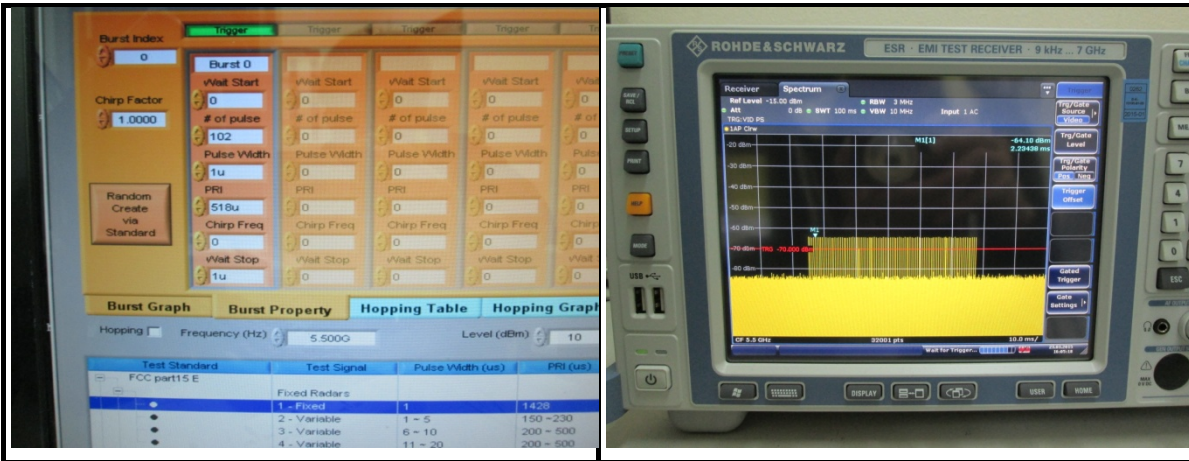 Trigger Trigger Trigger Trigger
Burst Index
0
Chirp Factor
1.0000
Random
Create
via
Standard
Burst 0
Wait Start Wait Start Wait Start Wait Start
0 0 0 0
# of pulse # of pulse # of pulse # of pulse
102 0 0 0
Pulse Width Pulse Width Pulse Width Pulse Width
1u 0 0 0
PRI PRI PRI PRI
518u 0 0 0
Chirp Freq Chirp Freq Chirp Freq Chirp Freq
0 0 0 0
Wait Stop Wait Stop Wait Stop Wait Stop
1u 0 0 0
Burst Graph Burst Property Hopping Table Hopping Graph
Hopping Frequency (Hz) 5.500G Level (dBm) 10
Test Standard Test Signal Pulse Width (us) PRI (us)
FCC part15 E
Fixed Radars
1 - Fixed 1 1428
2 - Variable 1 ~ 5 150 ~230
3 - Variable 6 ~ 10 200 ~ 500
4 - Variable 11 ~ 20 200 ~ 500
ROHDE&SCHWARZ ESR · EMI TEST RECEIVER · 9 kHz ... 7 GHz
PRESET
SAVE/
RCL
SETUP
PRINT
HELP
MODE
USB
Receiver Spectrum
Ref Level -15.00 dBm RBW 3 MHz
Att 0 dB SWT 100 ms VBW 10 MHz Input 1 AC
TRG:VID PS
1AP Clrw
M1[1] -64.10 dBm
2.23438 ms
-20 dBm
-30 dBm
-40 dBm
-50 dBm
-60 dBm
M1
-70 dBm TRG -70.000 dBm
-80 dBm
CF 5.5 GHz 32001 pts 10.0 ms/
Wait for Trigger...
Trigger
Trg/Gate
Source
Video
Trg/Gate
Level
Trg/Gate
Polarity
Pos Neg
Trigger
Offset
Gated
Trigger
Gate
Settings
DISPLAY USER HOME
7
4
1
0
ESC